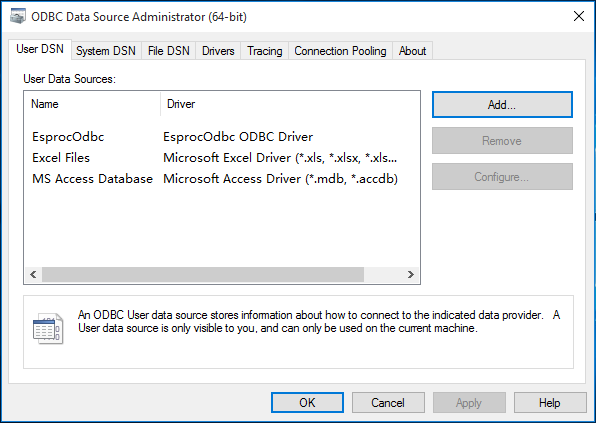 ODBC Data Source Administrator (64-bit)
User DSN System DSN File DSN Drivers Tracing Connection Pooling About
User Data Sources:
Name Driver
Add...
EsprocOdbc EsprocOdbc ODBC Driver
Remove
Excel Files Microsoft Excel Driver (*.xls, *.xlsx, *.xls...
MS Access Database Microsoft Access Driver (*.mdb, *.accdb)
Configure...
An ODBC User data source stores information about how to connect to the indicated data provider. A
User data source is only visible to you, and can only be used on the current machine.
OK Cancel Apply Help